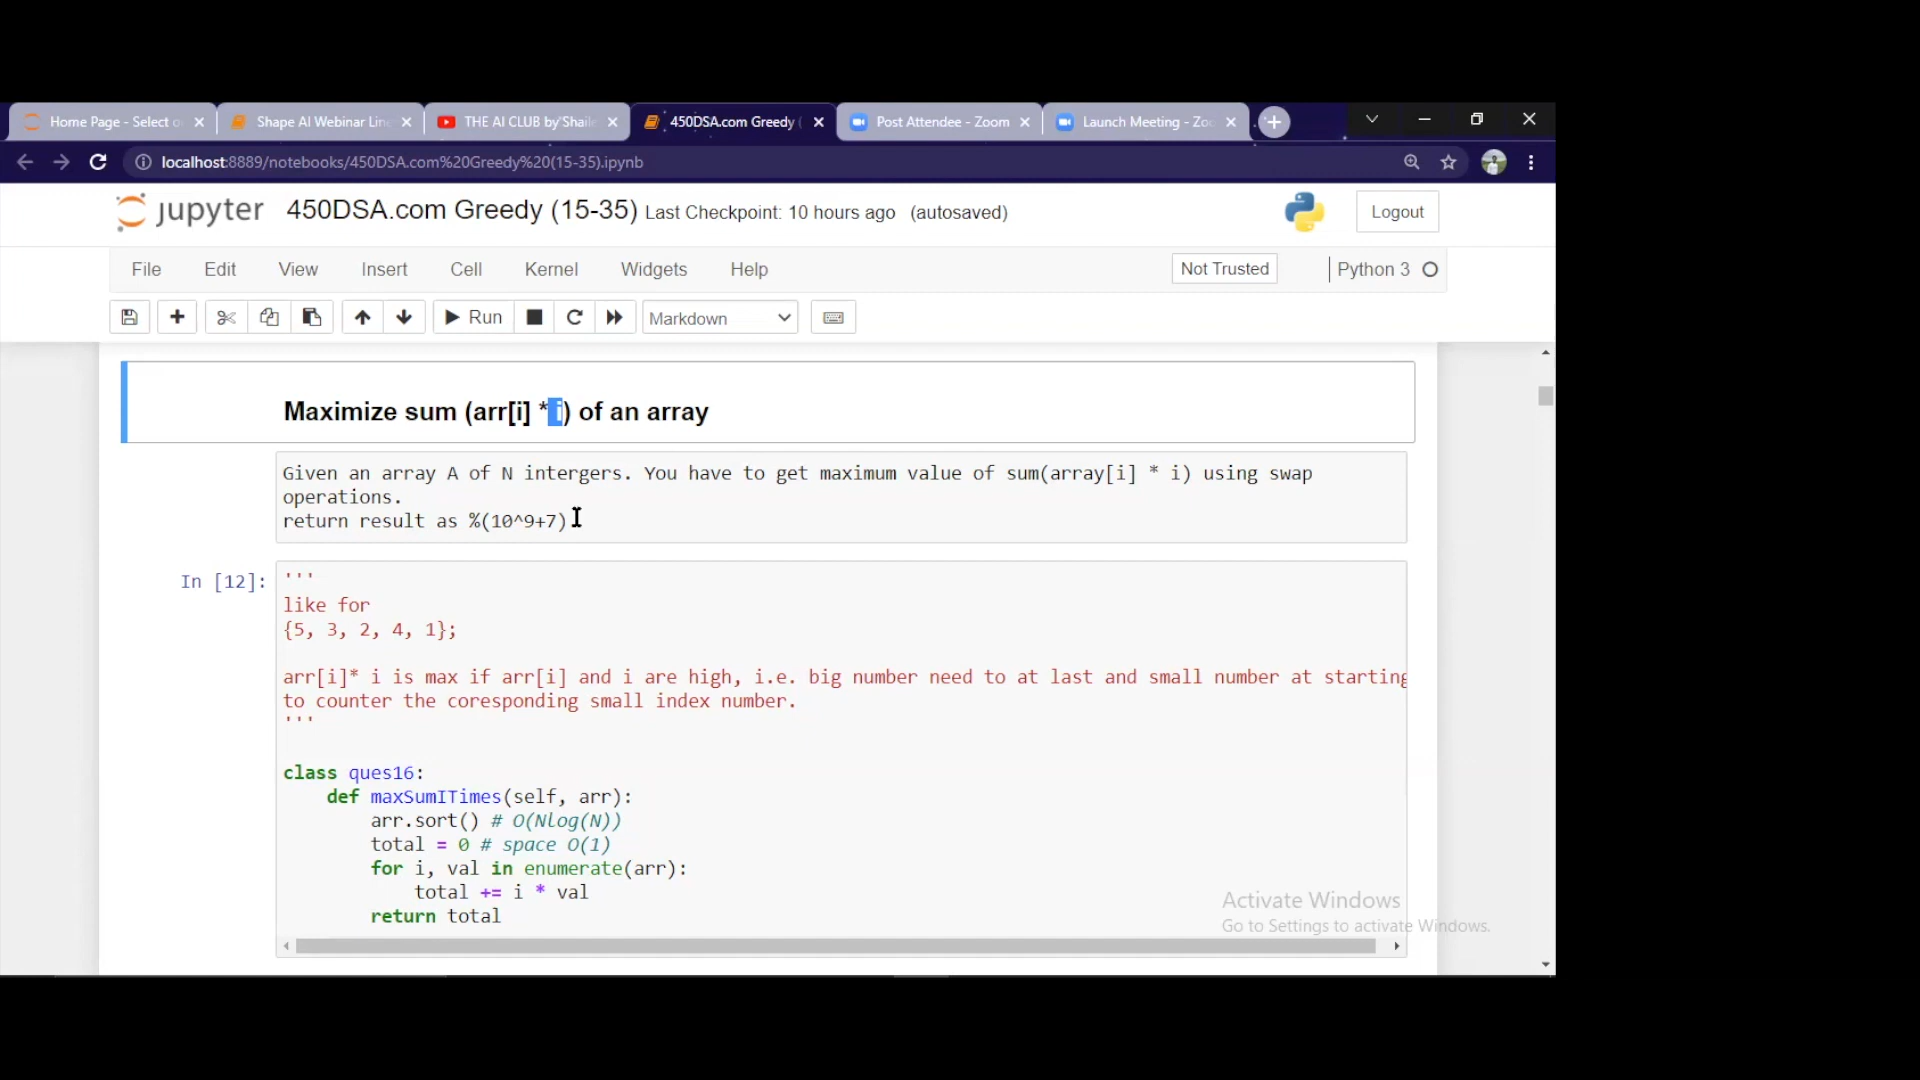 Home Page - Select o
Shape AI Webinar Line
THE AI CLUB by Shaile
450DSA.com Greedy (
Post Attendee - Zoom
Launch Meeting - Zoo
localhost:8889/notebooks/450DSA.com%20Greedy%20(15-35).ipynb
jupyter 450DSA.com Greedy (15-35) Last Checkpoint: 10 hours ago (autosaved)
Logout
File Edit View Insert Cell Kernel Widgets Help
Not Trusted
Python 3
Run
Markdown
Maximize sum (arr[i] * i) of an array
Given an array A of N intergers. You have to get maximum value of sum(array[i] * i) using swap
operations.
return result as %(10^9+7)
In [12]:
'''
like for
{5, 3, 2, 4, 1};
arr[i]* i is max if arr[i] and i are high, i.e. big number need to at last and small number at starting
to counter the coresponding small index number.
'''
class ques16:
def maxSumITimes(self, arr):
arr.sort() # O(Nlog(N))
total = 0 # space O(1)
for i, val in enumerate(arr):
total += i * val
return total
Activate Windows
Go to Settings to activate Windows.